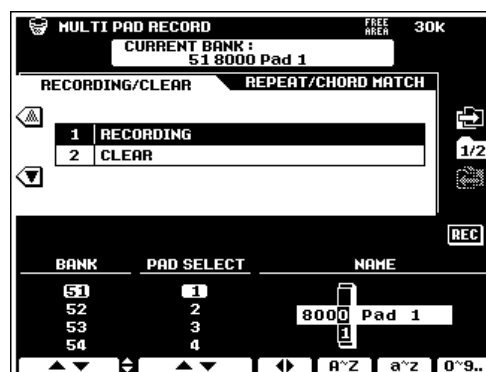 MULTI PAD RECORD FREE AREA 30K
CURRENT BANK :
51 8000 Pad 1
RECORDING/CLEAR REPEAT/CHORD MATCH
1 RECORDING
2 CLEAR
1/2
REC
BANK PAD SELECT NAME
51 1
52 2
8000 Pad 1
53 3 1
54 4
A~Z a~z 0~9..